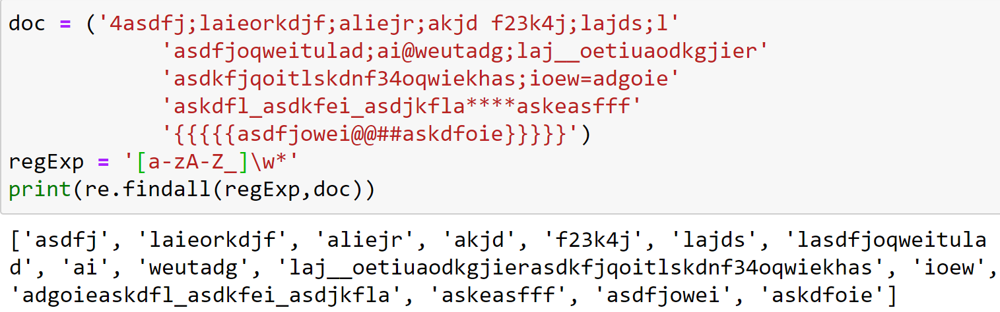 doc = ('4asdfj;laieorkdjf;aliejr;akjd f23k4j;lajds;l'
'asdfjoqweitulad;ai@weutadg;laj__oetiuaodkgjier'
'asdkfjqoitlskdnf34oqwiekhas;ioew=adgoie'
'askdfl_asdkfei_asdjkfla****askeasfff'
'{{{{{asdfjowei@@##askdfoie}}}}}')
regExp = '[a-zA-Z_]\w*'
print(re.findall(regExp,doc))
['asdfj', 'laieorkdjf', 'aliejr', 'akjd', 'f23k4j', 'lajds', 'lasdfjoqweitula
d', 'ai', 'weutadg', 'laj__oetiuaodkgjierasdkfjqoitlskdnf34oqwiekhas', 'ioew',
'adgoieaskdfl_asdkfei_asdjkfla', 'askeasfff', 'asdfjowei', 'askdfoie']